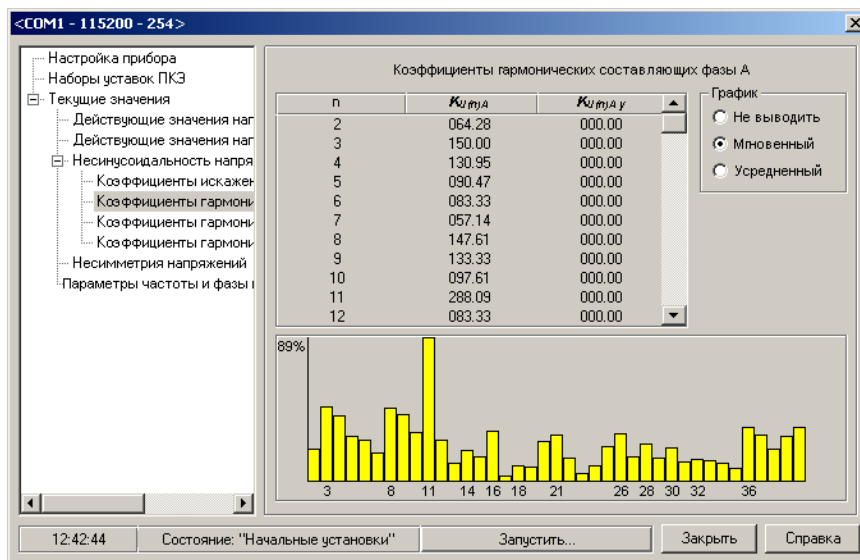 <COM1 - 115200 - 254>
Настройка прибора
Наборы уставок ПКЭ
Текущие значения
Действующие значения наг
Действующие значения наг
Несинусоидальность напря
Коэффициенты искажен
Коэффициенты гармони
Коэффициенты гармони
Коэффициенты гармони
Несимметрия напряжений
Параметры частоты и фазы
Коэффициенты гармонических составляющих фазы A
n KU(n)A KU(n)A y
2 064.28 000.00
3 150.00 000.00
4 130.95 000.00
5 090.47 000.00
6 083.33 000.00
7 057.14 000.00
8 147.61 000.00
9 133.33 000.00
10 097.61 000.00
11 288.09 000.00
12 083.33 000.00
График
Не выводить
Мгновенный
Усредненный
89%
3 8 11 14 16 18 21 26 28 30 32 36
12:42:44 Состояние: "Начальные установки" Запустить... Закрыть Справка